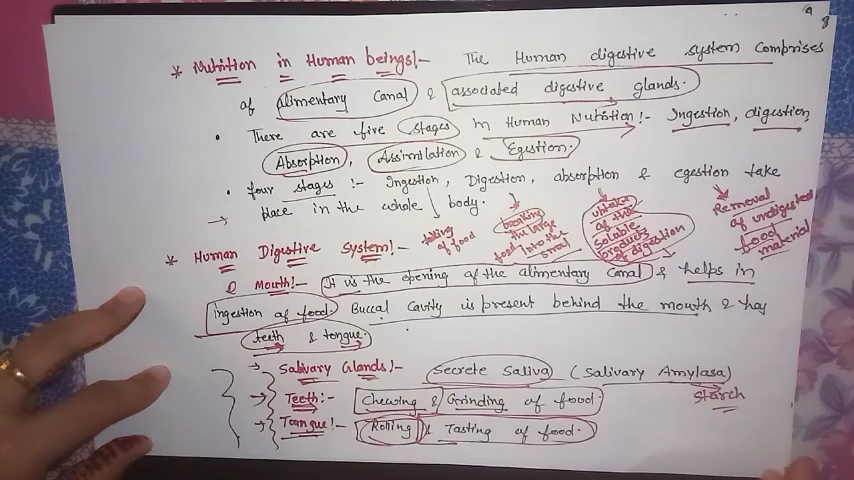 * Nutrition in Human beings!- The Human digestive system comprises
of alimentary canal & associated digestive glands.
• There are five stages in Human Nutrition!- Ingestion, digestion,
Absorption, Assimilation & Egestion.
• four stages!- Ingestion, Digestion, absorption & egestion take
→ place in the whole body.
taking of food
breaking the large food into the small
uptake of the soluble products of digestion
Removal of undigested food material
* Human Digestive System!-
Mouth!- It is the opening of the alimentary canal & helps in
ingestion of food. Buccal Cavity is present behind the mouth & has
teeth & tongue.
→ Salivary Glands!- Secrete Saliva (Salivary Amylasa)
Starch
→ Teeth!- Chewing & Grinding of food.
→ Toungue!- Rolling & Tasting of food.